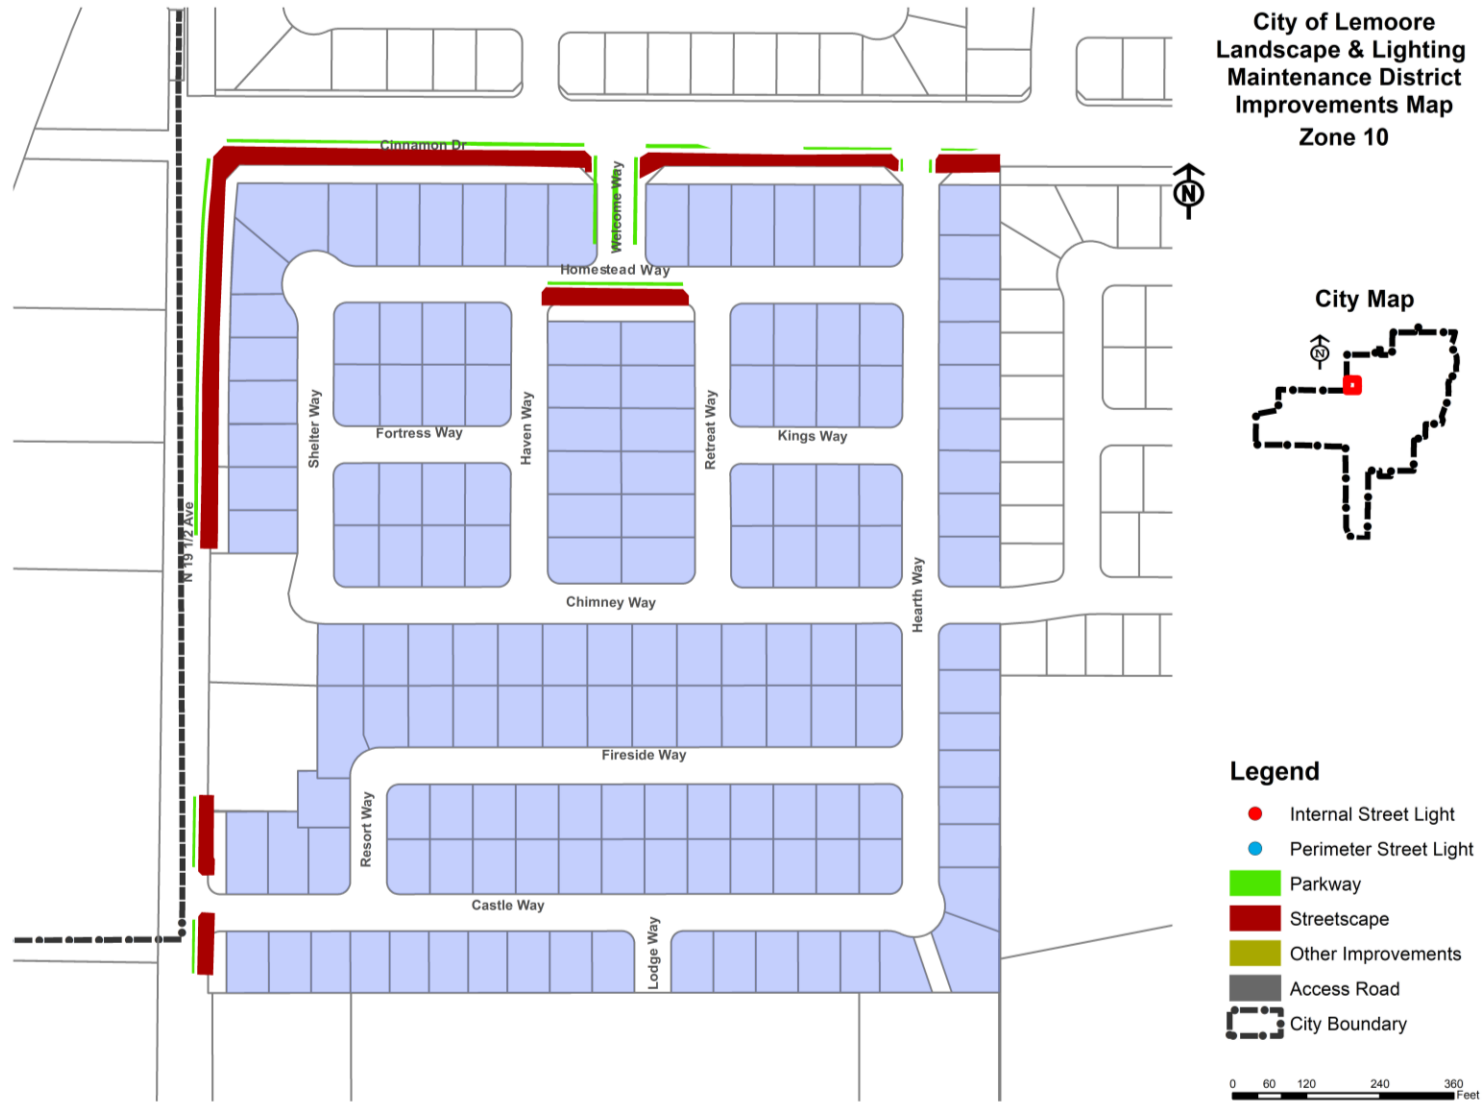 City of Lemoore
Landscape & Lighting
Maintenance District
Improvements Map
Zone 10
Cinnamon Dr
Welcome Way
Homestead Way
N
City Map
N
Shelter Way
Fortress Way
Haven Way
Retreat Way
Kings Way
N 19 1/2 Ave
Hearth Way
Chimney Way
Fireside Way
Resort Way
Castle Way
Lodge Way
Legend
Internal Street Light
Perimeter Street Light
Parkway
Streetscape
Other Improvements
Access Road
City Boundary
0 60 120 240 360
Feet